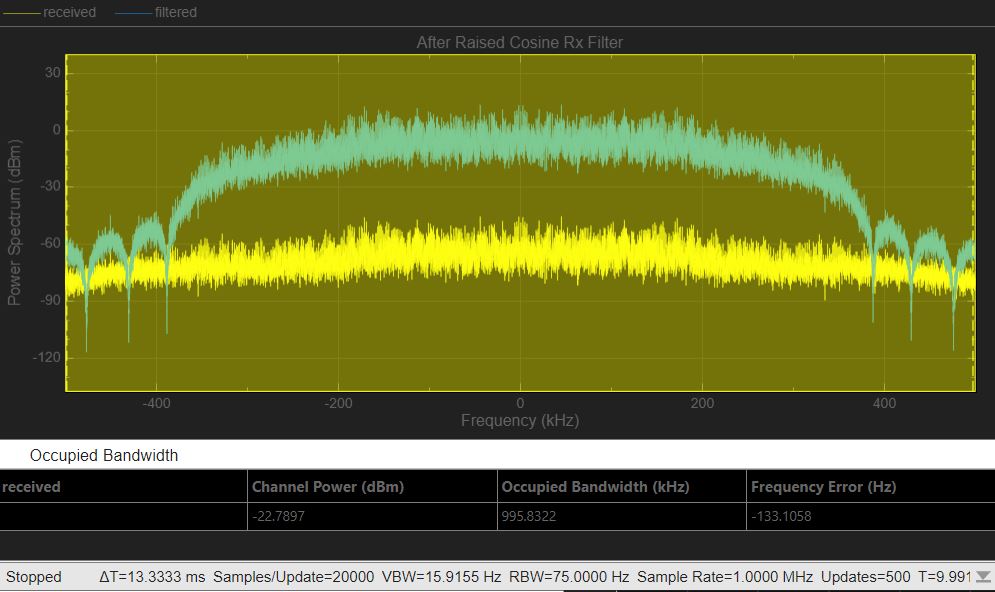 received filtered
After Raised Cosine Rx Filter
30
0
-30
-60
-90
-120
Power Spectrum (dBm)
-400 -200 0 200 400
Frequency (kHz)
Occupied Bandwidth
received Channel Power (dBm) Occupied Bandwidth (kHz) Frequency Error (Hz)
-22.7897 995.8322 -133.1058
Stopped ΔT=13.3333 ms Samples/Update=20000 VBW=15.9155 Hz RBW=75.0000 Hz Sample Rate=1.0000 MHz Updates=500 T=9.991